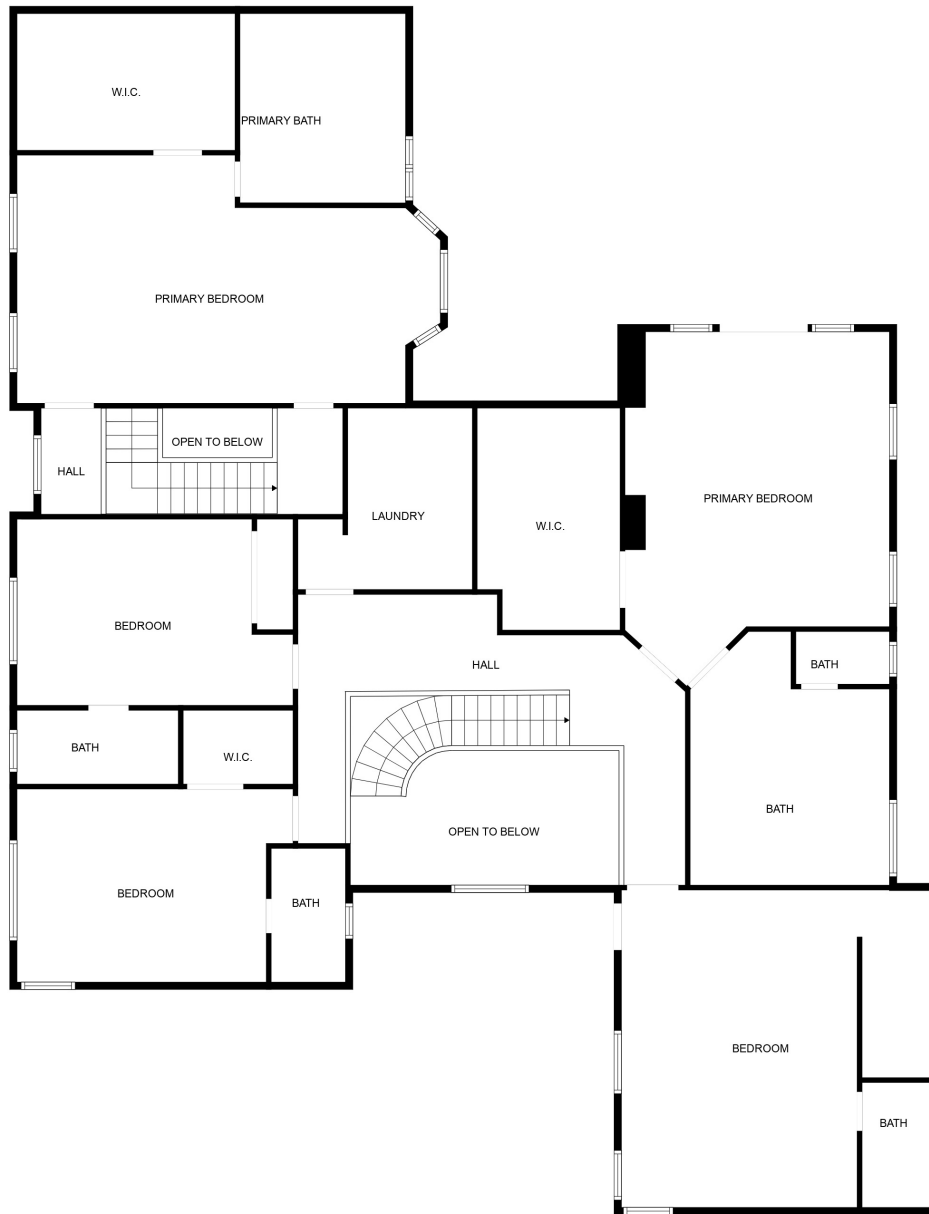 W.I.C.
PRIMARY BATH
PRIMARY BEDROOM
OPEN TO BELOW
HALL
LAUNDRY
W.I.C.
PRIMARY BEDROOM
BEDROOM
HALL
BATH
BATH
W.I.C.
OPEN TO BELOW
BATH
BEDROOM
BATH
BEDROOM
BATH